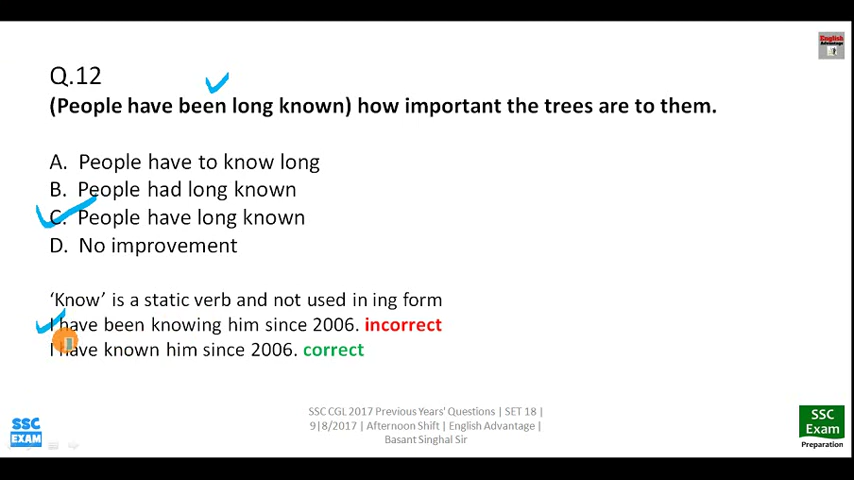 English
Advantage
Q.12
(People have been long known) how important the trees are to them.
A. People have to know long
B. People had long known
C. People have long known
D. No improvement
‘Know’ is a static verb and not used in ing form
I have been knowing him since 2006. incorrect
I have known him since 2006. correct
SSC CGL 2017 Previous Years' Questions | SET 18 |
9|8/2017 | Afternoon Shift | English Advantage |
Basant Singhal Sir
SSC
EXAM
SSC
Exam
Preparation